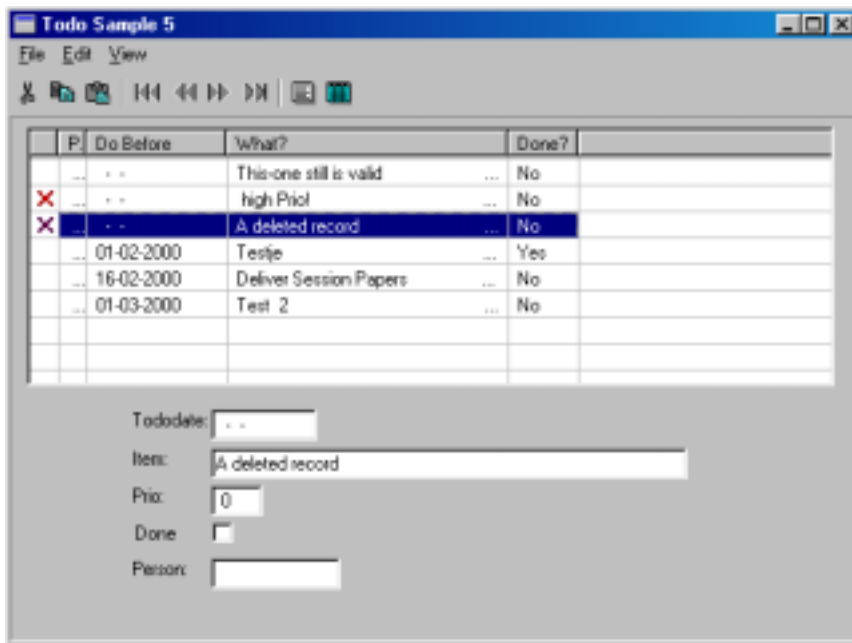 Todo Sample 5
File Edit View
P. Do Before What? Done?
... - - This one still is valid ... No
... - - high Prio! ... No
... - - A deleted record ... No
... 01-02-2000 Testje ... Yes
... 16-02-2000 Deliver Session Papers ... No
... 01-03-2000 Test 2 ... No
Tododate: - -
Item: A deleted record
Prio: 0
Done
Person: